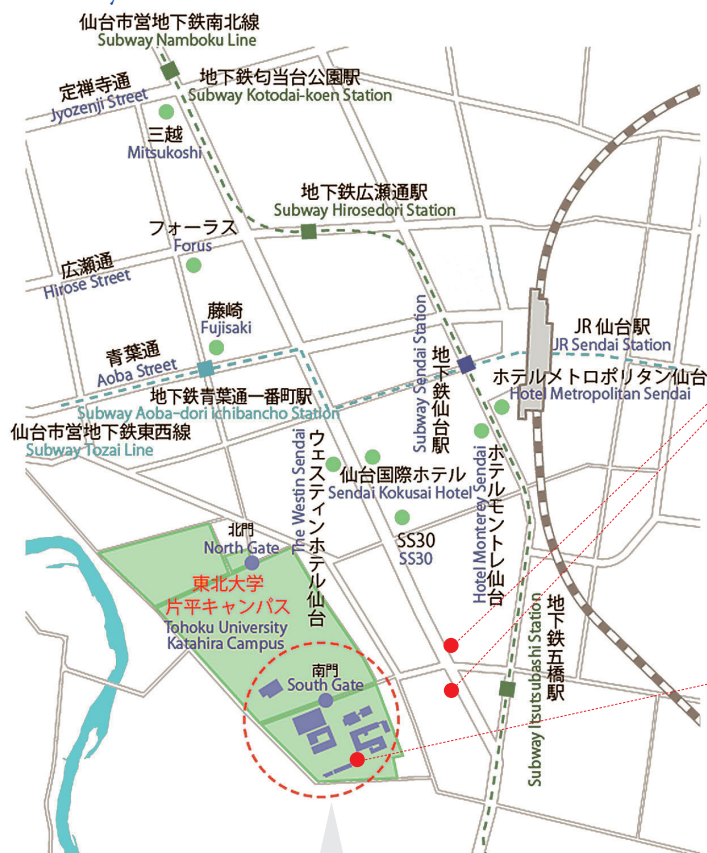 仙台市営地下鉄南北線
Subway Namboku Line
定禅寺通
Jyozenji Street
地下鉄匂当台公園駅
Subway Kotodai-koen Station
三越
Mitsukoshi
地下鉄広瀬通駅
Subway Hirosedori Station
フォーラス
Forus
広瀬通
Hirose Street
藤崎
Fujisaki
青葉通
Aoba Street
地下鉄仙台駅
Subway Sendai Station
JR 仙台駅
JR Sendai Station
地下鉄青葉通一番町駅
Subway Aoba-dori ichibancho Station
ホテルメトロポリタン仙台
Hotel Metropolitan Sendai
仙台市営地下鉄東西線
Subway Tozai Line
ウェスティンホテル仙台
The Westin Sendai
仙台国際ホテル
Sendai Kokusai Hotel
ホテルモントレ仙台
Hotel Monterey Sendai
SS30
SS30
北門
North Gate
東北大学
片平キャンパス
Tohoku University
Katahira Campus
南門
South Gate
地下鉄五橋駅
Subway Itsutsubashi Station